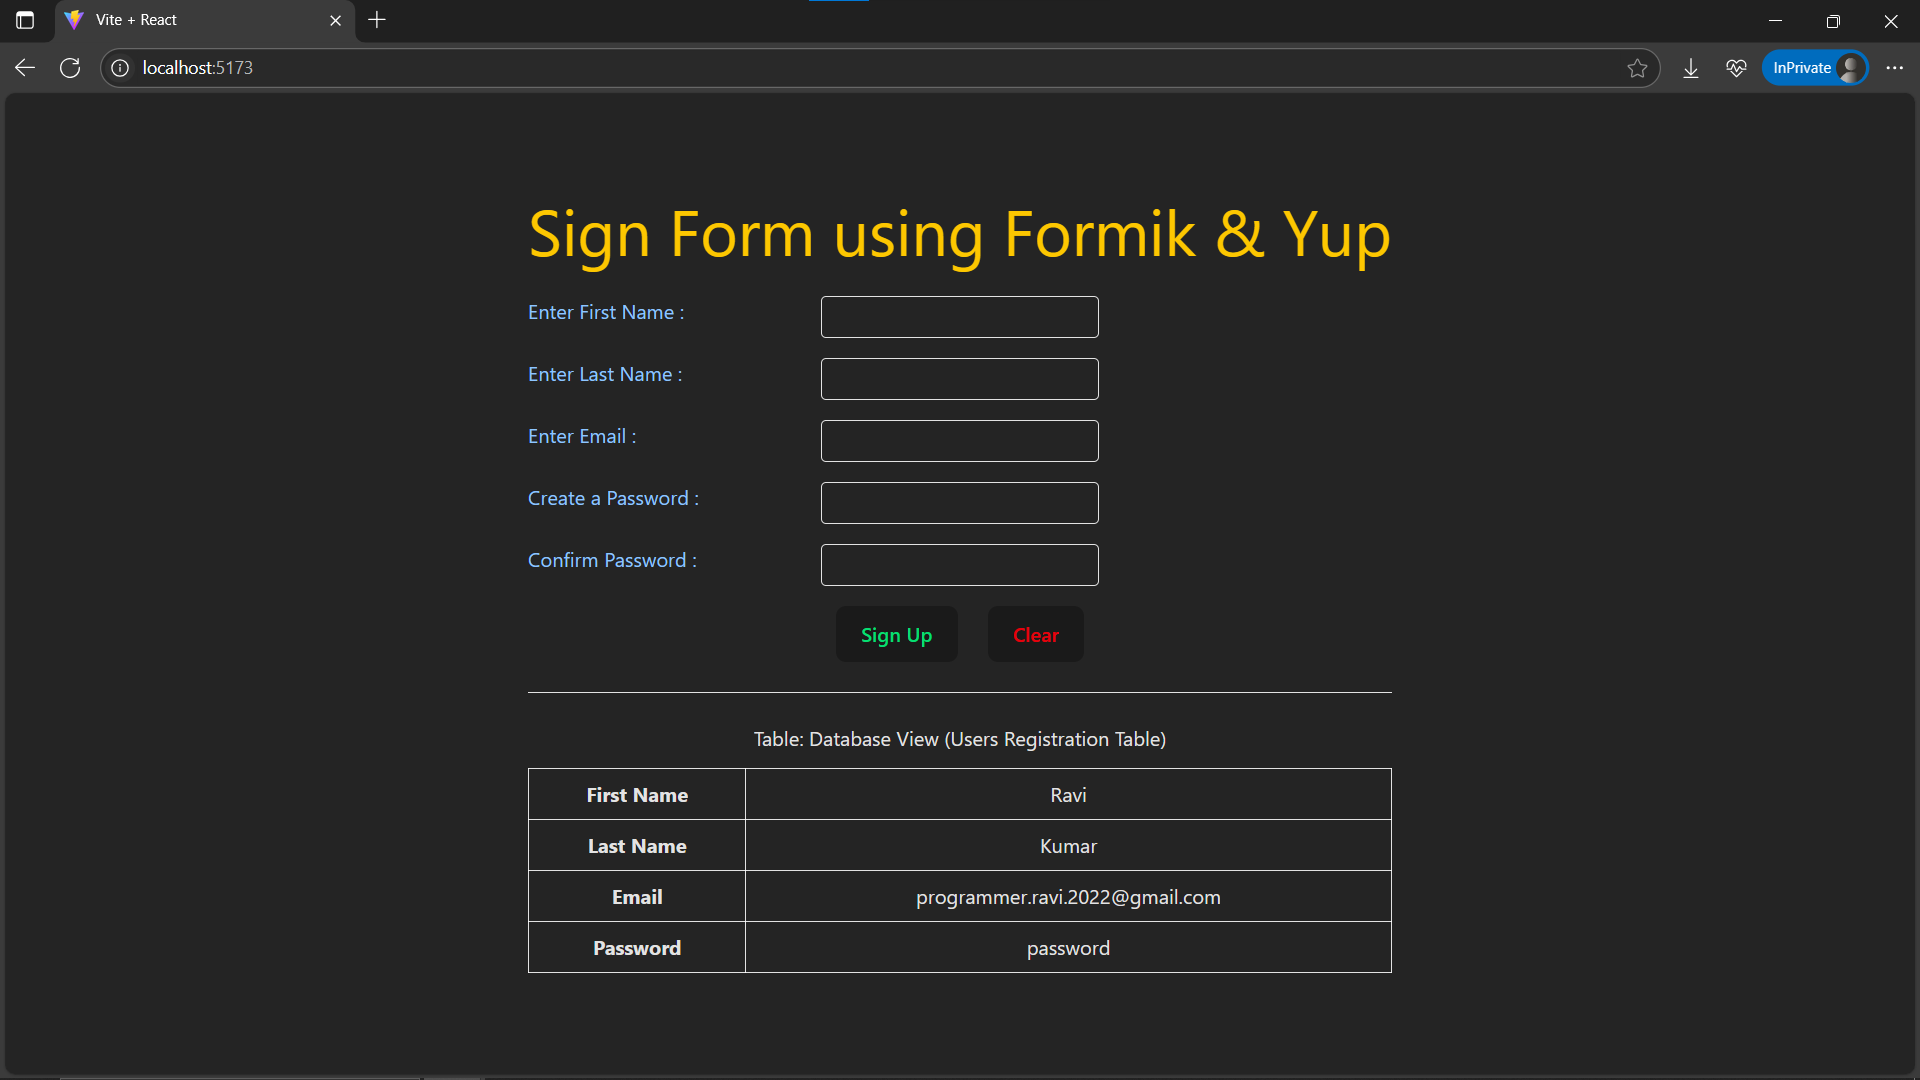 Vite + React
localhost:5173
InPrivate
Sign Form using Formik & Yup
Enter First Name :
Enter Last Name :
Enter Email :
Create a Password :
Confirm Password :
Sign Up Clear
Table: Database View (Users Registration Table)
First Name Ravi
Last Name Kumar
Email programmer.ravi.2022@gmail.com
Password password